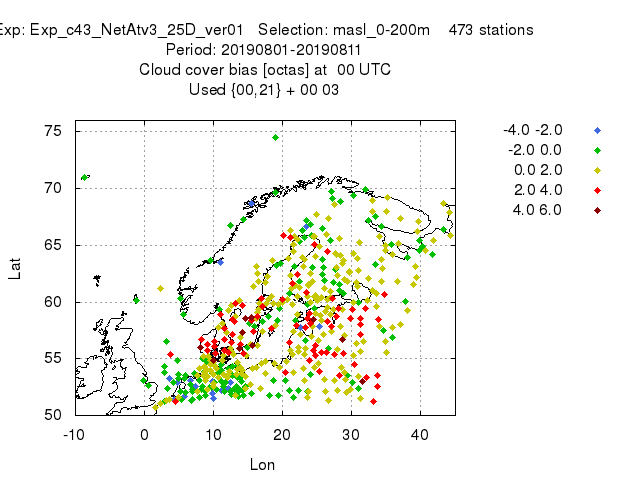 Exp: Exp_c43_NetAtv3_25D_ver01 Selection: masl_0-200m 473 stations
Period: 20190801-20190811
Cloud cover bias [octas] at 00 UTC
Used {00,21} + 00 03
-4.0 -2.0
-2.0 0.0
0.0 2.0
2.0 4.0
4.0 6.0
75
70
65
60
55
50
Lat
-10 0 10 20 30 40
Lon